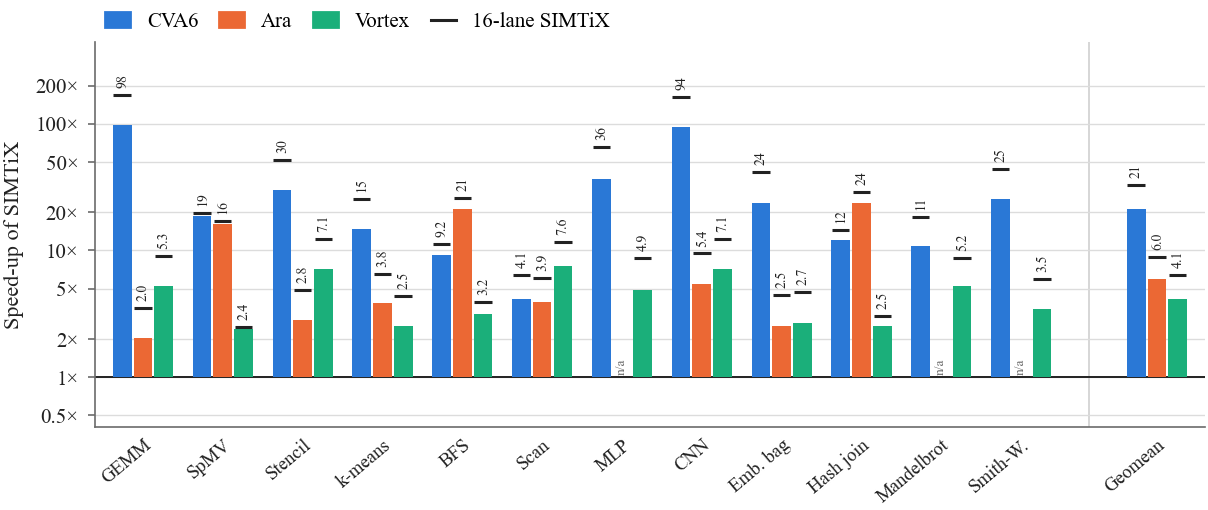 CVA6 Ara Vortex 16-lane SIMTiX
Speed-up of SIMTiX
200×
100×
50×
20×
10×
5×
2×
1×
0.5×
98 2.0 5.3
19 16 2.4
30 2.8 7.1
15 3.8 2.5
9.2 21 3.2
4.1 3.9 7.6
36 n/a 4.9
94 5.4 7.1
24 2.5 2.7
12 24 2.5
11 n/a 5.2
25 n/a 3.5
21 6.0 4.1
GEMM
SpMV
Stencil
k-means
BFS
Scan
MLP
CNN
Emb. bag
Hash join
Mandelbrot
Smith-W.
Geomean